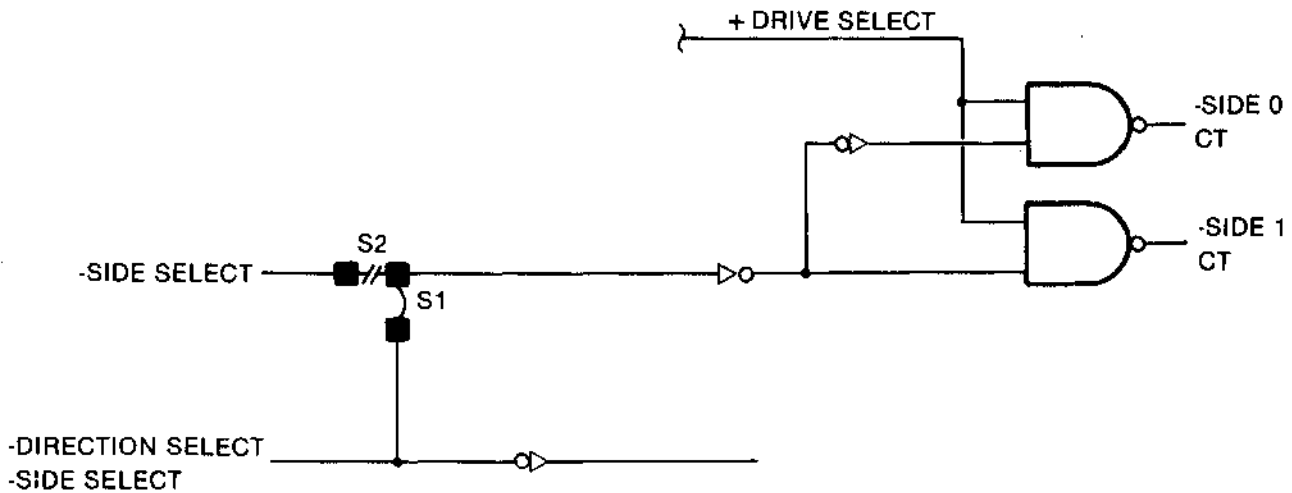 + DRIVE SELECT
-SIDE 0
CT
-SIDE 1
CT
S2
-SIDE SELECT
S1
-DIRECTION SELECT
-SIDE SELECT